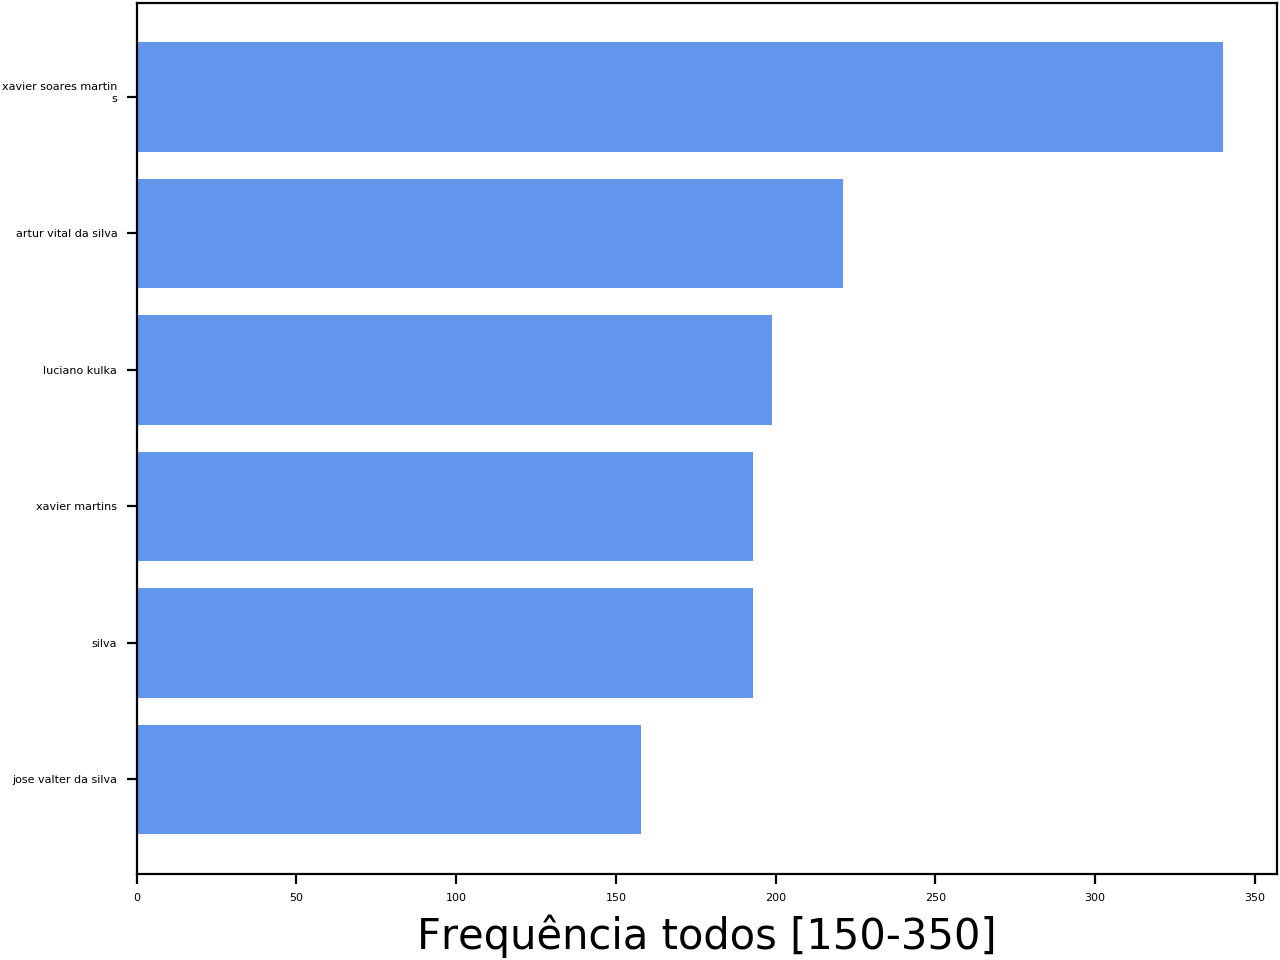 xavier soares martin
s
artur vital da silva
luciano kulka
xavier martins
silva
jose valter da silva
0 50 100 150 200 250 300 350
Frequência todos [150-350]